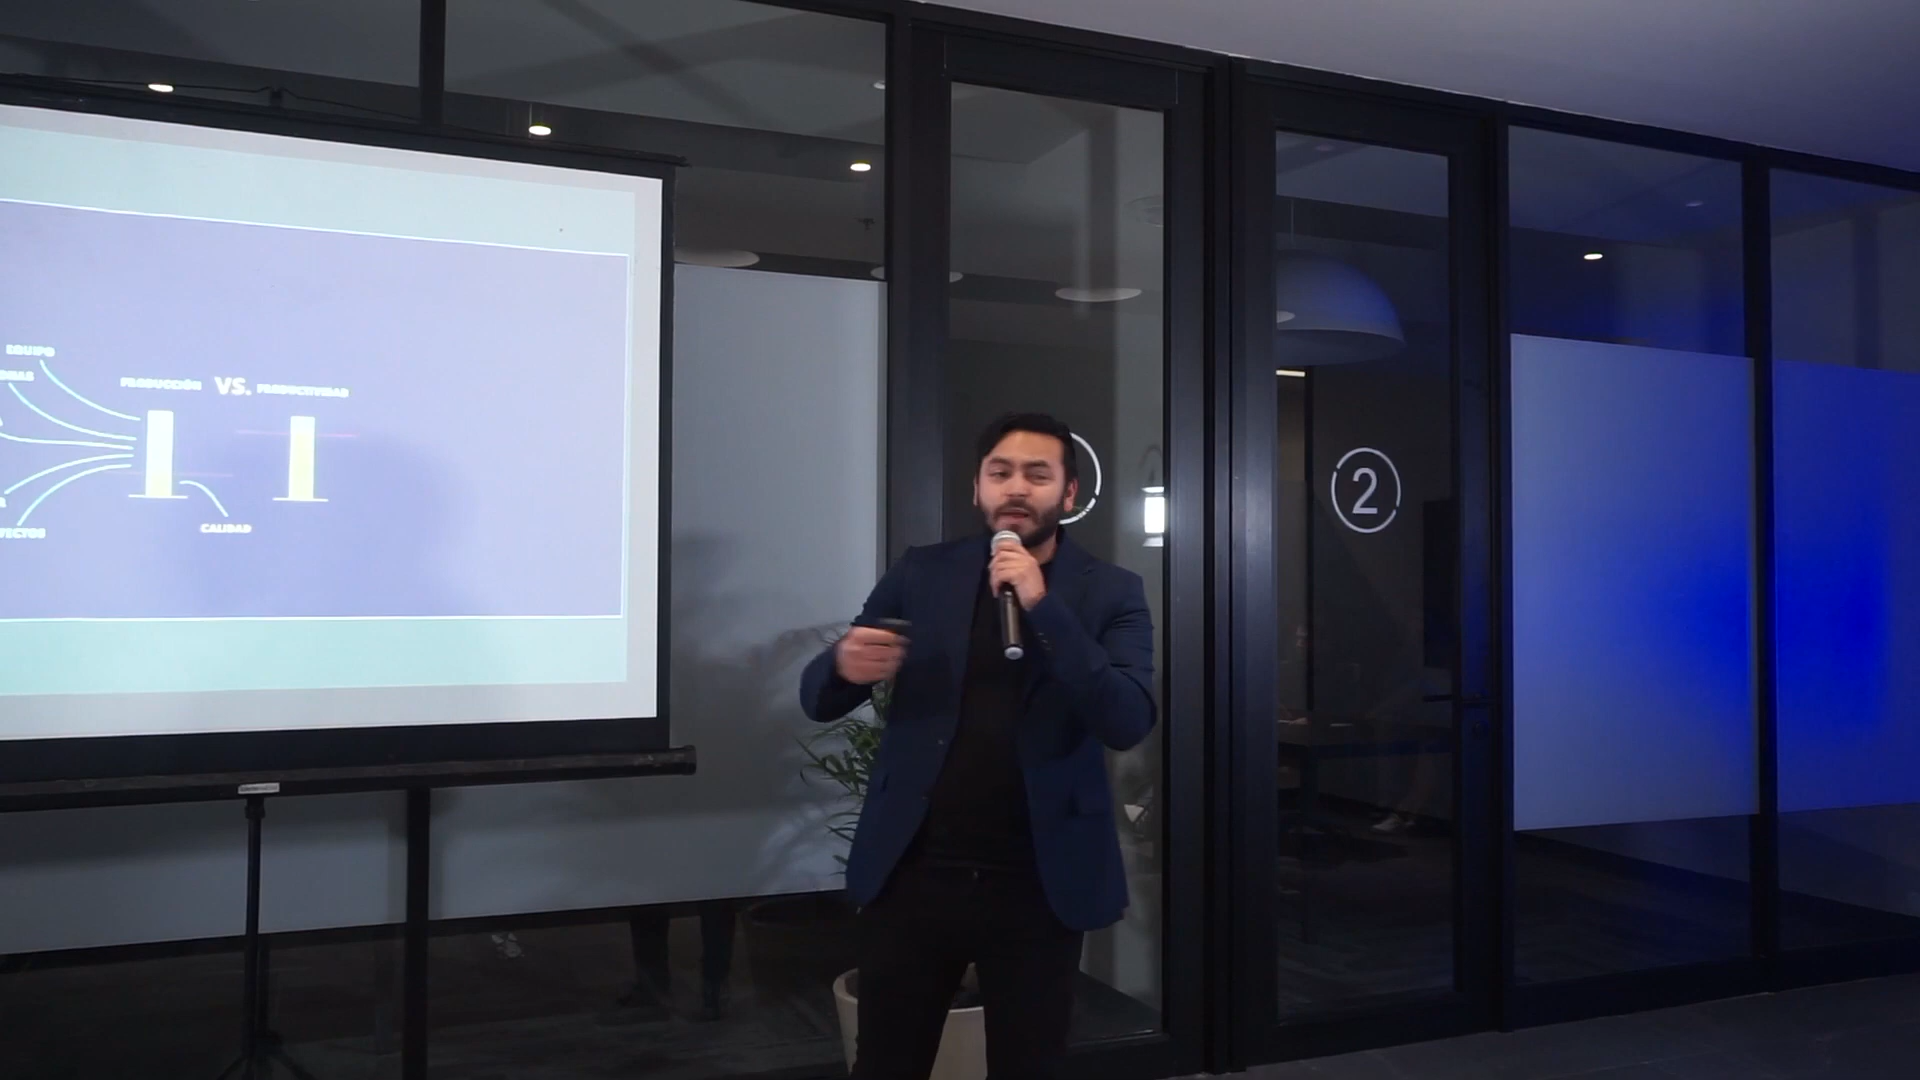 EQUIPO
PRODUCCIÓN VS. PRODUCTIVIDAD
CALIDAD
2